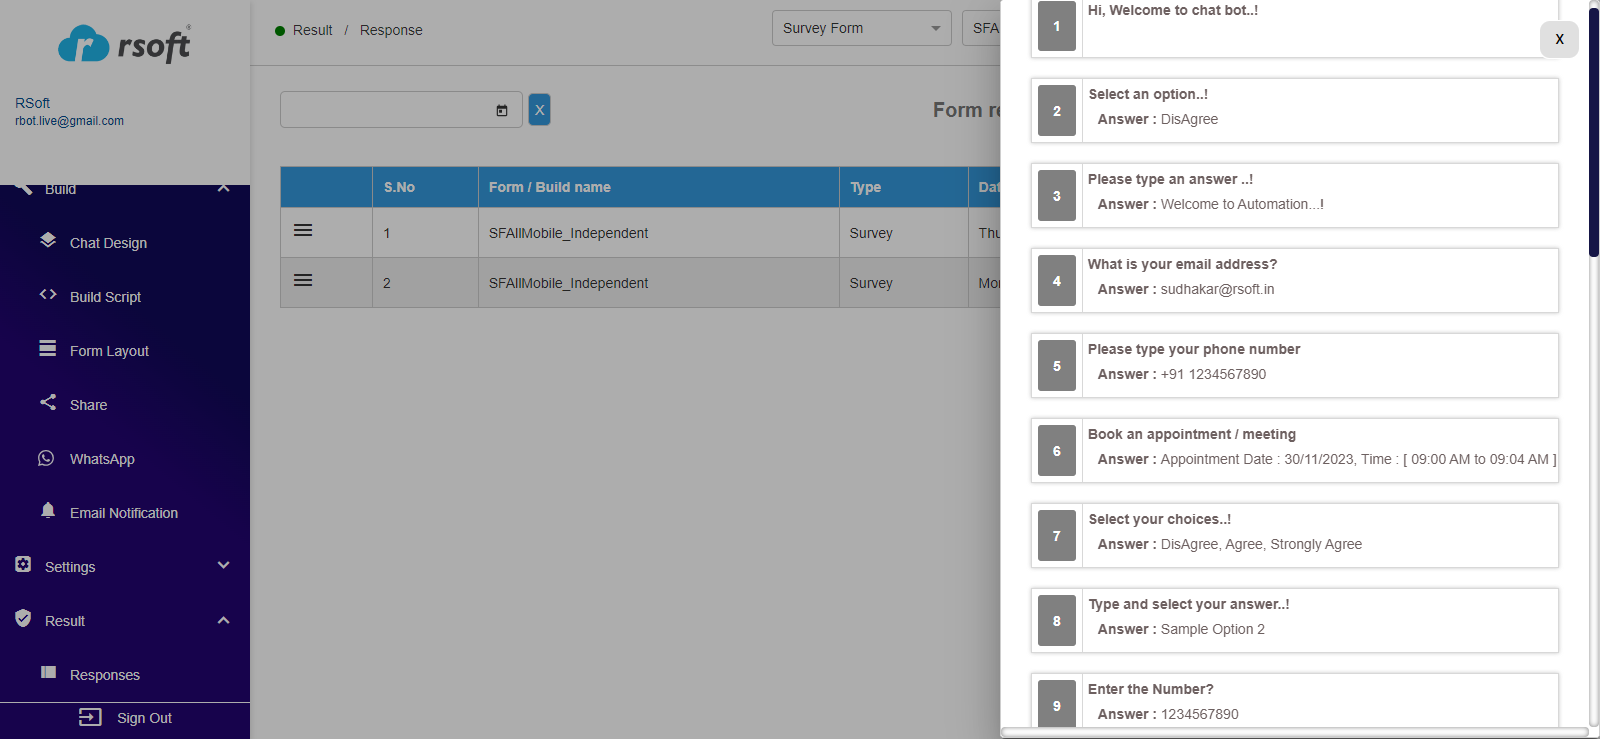 rsoft
RSoft
rbot.live@gmail.com
Build
Chat Design
Build Script
Form Layout
Share
WhatsApp
Email Notification
Settings
Result
Responses
Sign Out
Result / Response
Survey Form
SFA
X
Form re
S.No Form / Build name Type Dat
1 SFAllMobile_Independent Survey Thu
2 SFAllMobile_Independent Survey Mon
X
1 Hi, Welcome to chat bot..!
2 Select an option..!
Answer : DisAgree
3 Please type an answer ..!
Answer : Welcome to Automation...!
4 What is your email address?
Answer : sudhakar@rsoft.in
5 Please type your phone number
Answer : +91 1234567890
6 Book an appointment / meeting
Answer : Appointment Date : 30/11/2023, Time : [ 09:00 AM to 09:04 AM ]
7 Select your choices..!
Answer : DisAgree, Agree, Strongly Agree
8 Type and select your answer..!
Answer : Sample Option 2
9 Enter the Number?
Answer : 1234567890